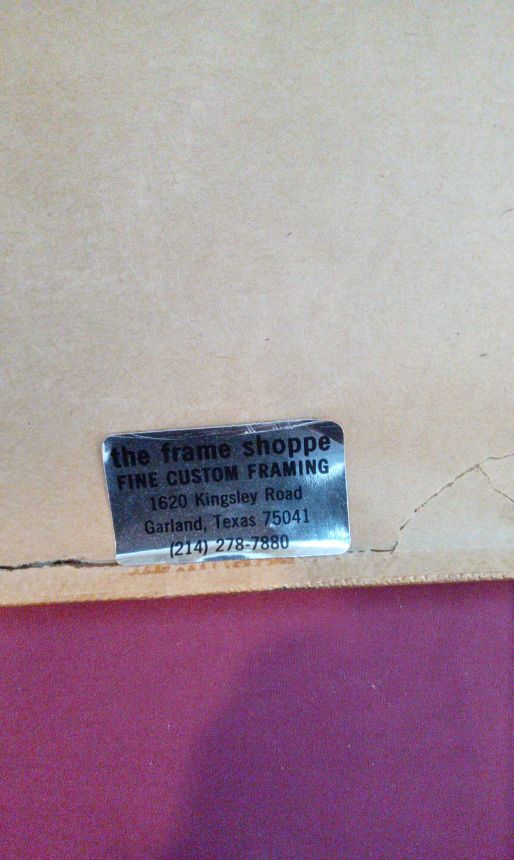 the frame shoppe
FINE CUSTOM FRAMING
1620 Kingsley Road
Garland, Texas 75041
(214) 278-7880